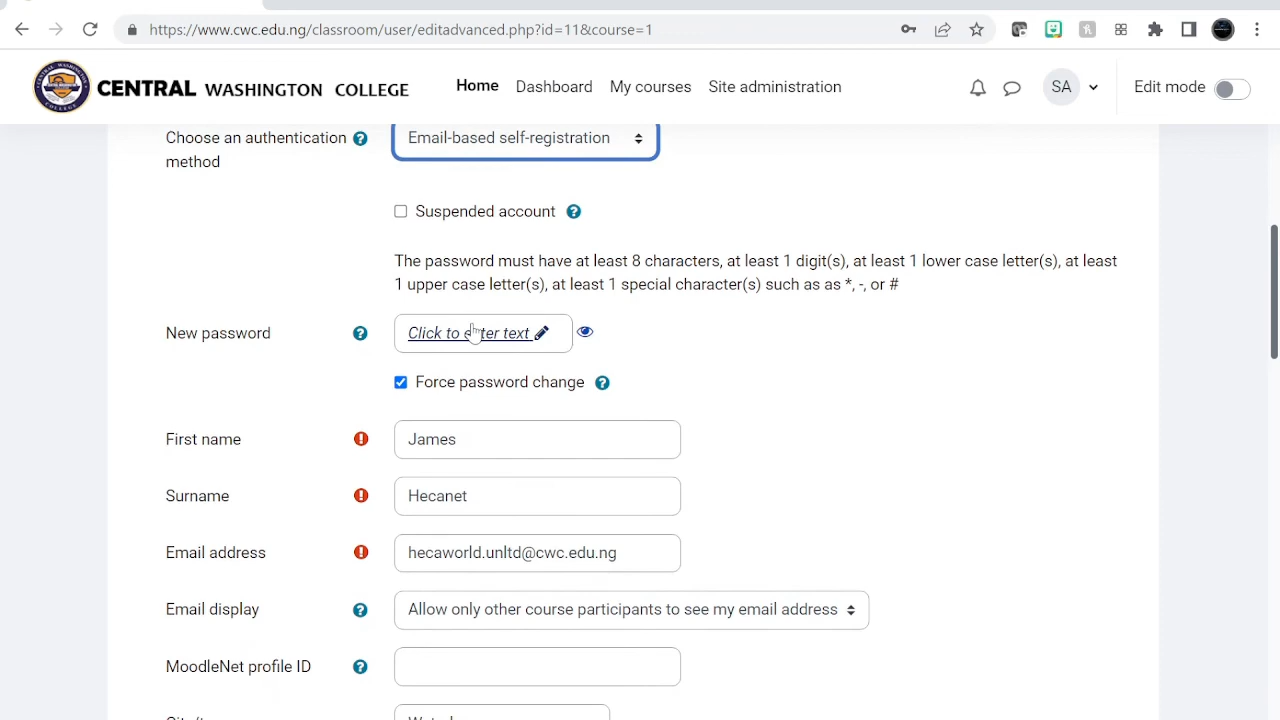 https://www.cwc.edu.ng/classroom/user/editadvanced.php?id=11&course=1
CENTRAL WASHINGTON COLLEGE
Home Dashboard My courses Site administration
SA
Edit mode
Choose an authentication method
Email-based self-registration
Suspended account
The password must have at least 8 characters, at least 1 digit(s), at least 1 lower case letter(s), at least
1 upper case letter(s), at least 1 special character(s) such as as *, -, or #
New password
Click to enter text
Force password change
First name
James
Surname
Hecanet
Email address
hecaworld.unltd@cwc.edu.ng
Email display
Allow only other course participants to see my email address
MoodleNet profile ID